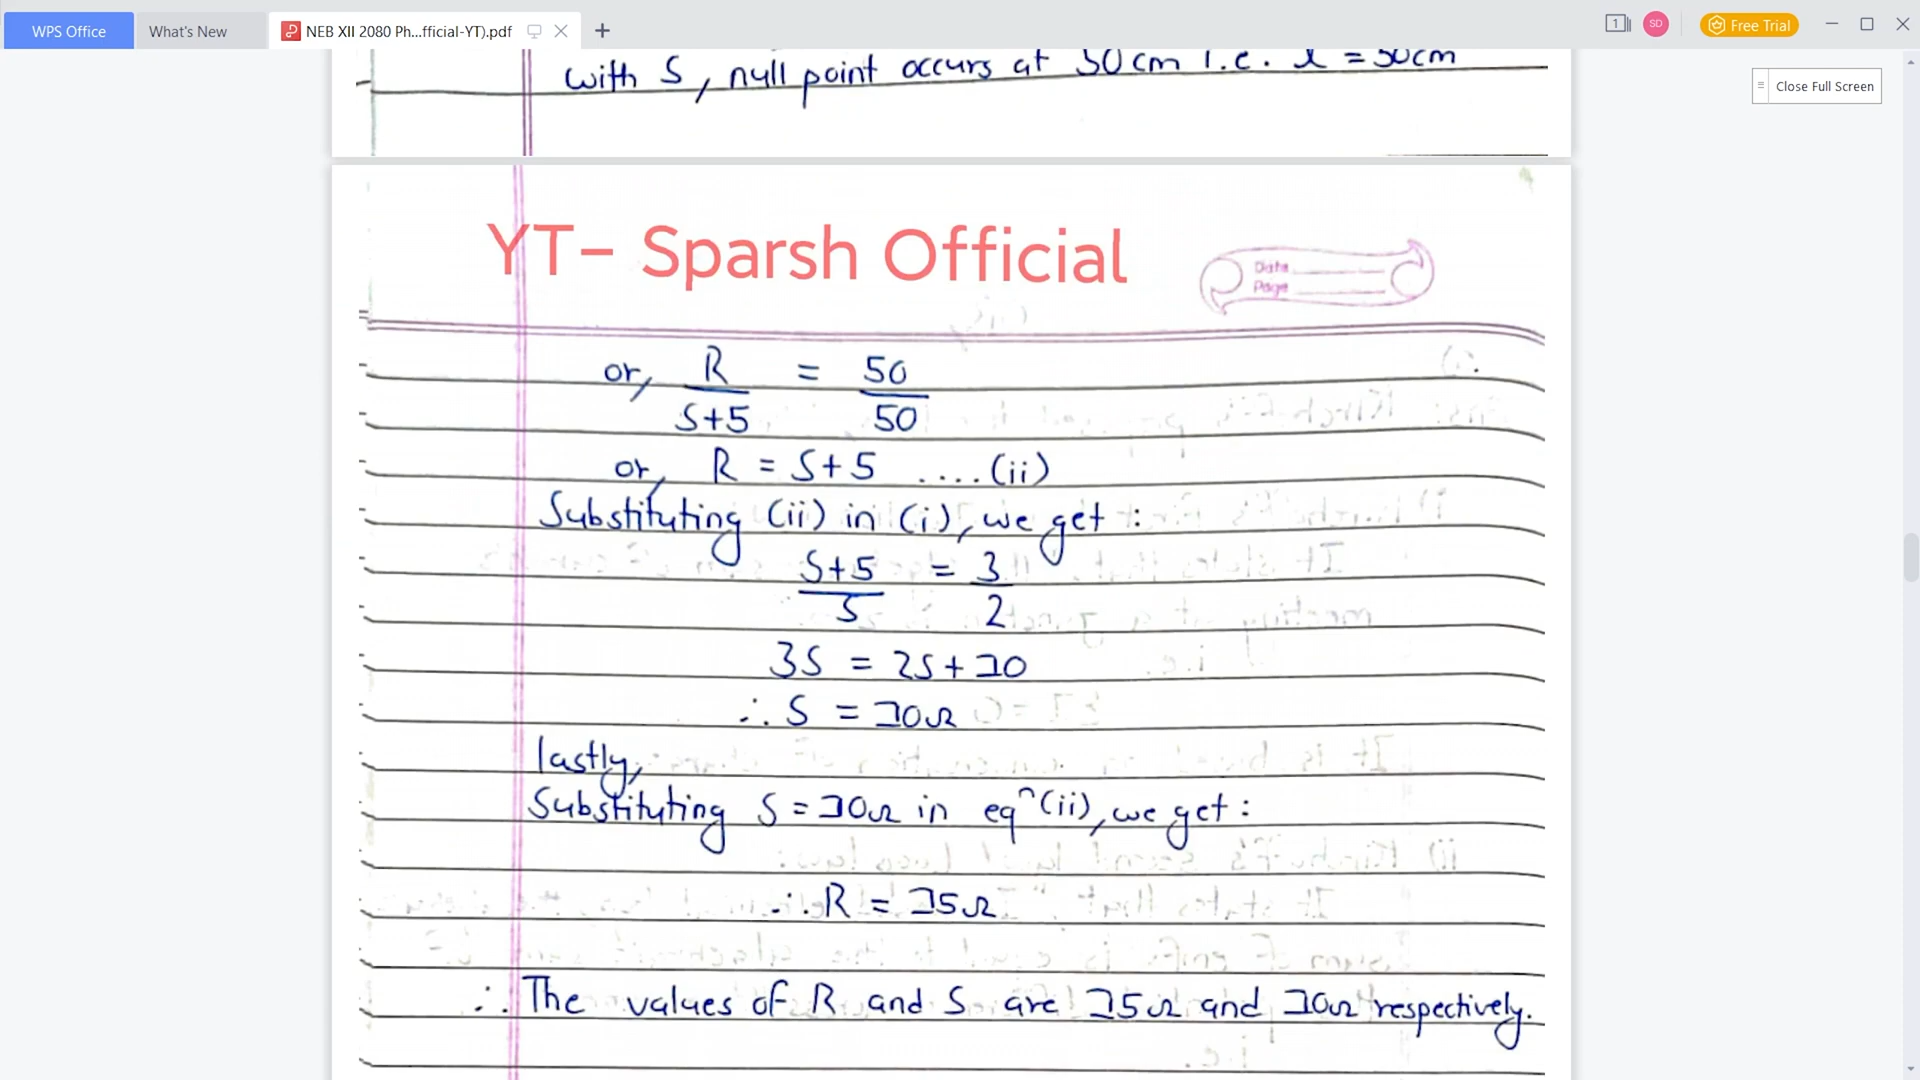 WPS Office
What's New
NEB XII 2080 Ph...fficial-YT).pdf
1
SD
Free Trial
Close Full Screen
with S, null point occurs at 50cm i.e. l = 50cm
YT- Sparsh Official
Date
Page
or, R/S+5 = 50/50
or, R = S+5 ....(ii)
Substituting (ii) in (i), we get :
S+5/S = 3/2
3S = 2S+10
∴ S = 10Ω
lastly,
Substituting S = 10Ω in eqⁿ(ii), we get :
∴ R = 15Ω
∴ The values of R and S are 15Ω and 10Ω respectively.